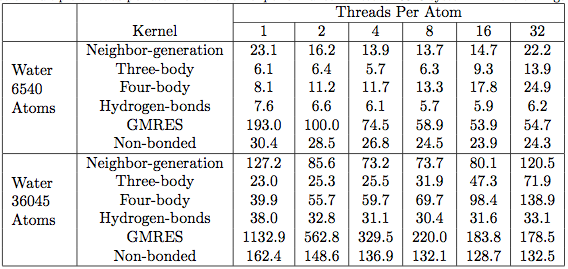 Threads Per Atom
Kernel 1 2 4 8 16 32
Neighbor-generation 23.1 16.2 13.9 13.7 14.7 22.2
Water Three-body 6.1 6.4 5.7 6.3 9.3 13.9
6540 Four-body 8.1 11.2 11.7 13.3 17.8 24.9
Atoms Hydrogen-bonds 7.6 6.6 6.1 5.7 5.9 6.2
GMRES 193.0 100.0 74.5 58.9 53.9 54.7
Non-bonded 30.4 28.5 26.8 24.5 23.9 24.3
Neighbor-generation 127.2 85.6 73.2 73.7 80.1 120.5
Water Three-body 23.0 25.3 25.5 31.9 47.3 71.9
36045 Four-body 39.9 55.7 59.7 69.7 98.4 138.9
Atoms Hydrogen-bonds 38.0 32.8 31.1 30.4 31.6 33.1
GMRES 1132.9 562.8 329.5 220.0 183.8 178.5
Non-bonded 162.4 148.6 136.9 132.1 128.7 132.5